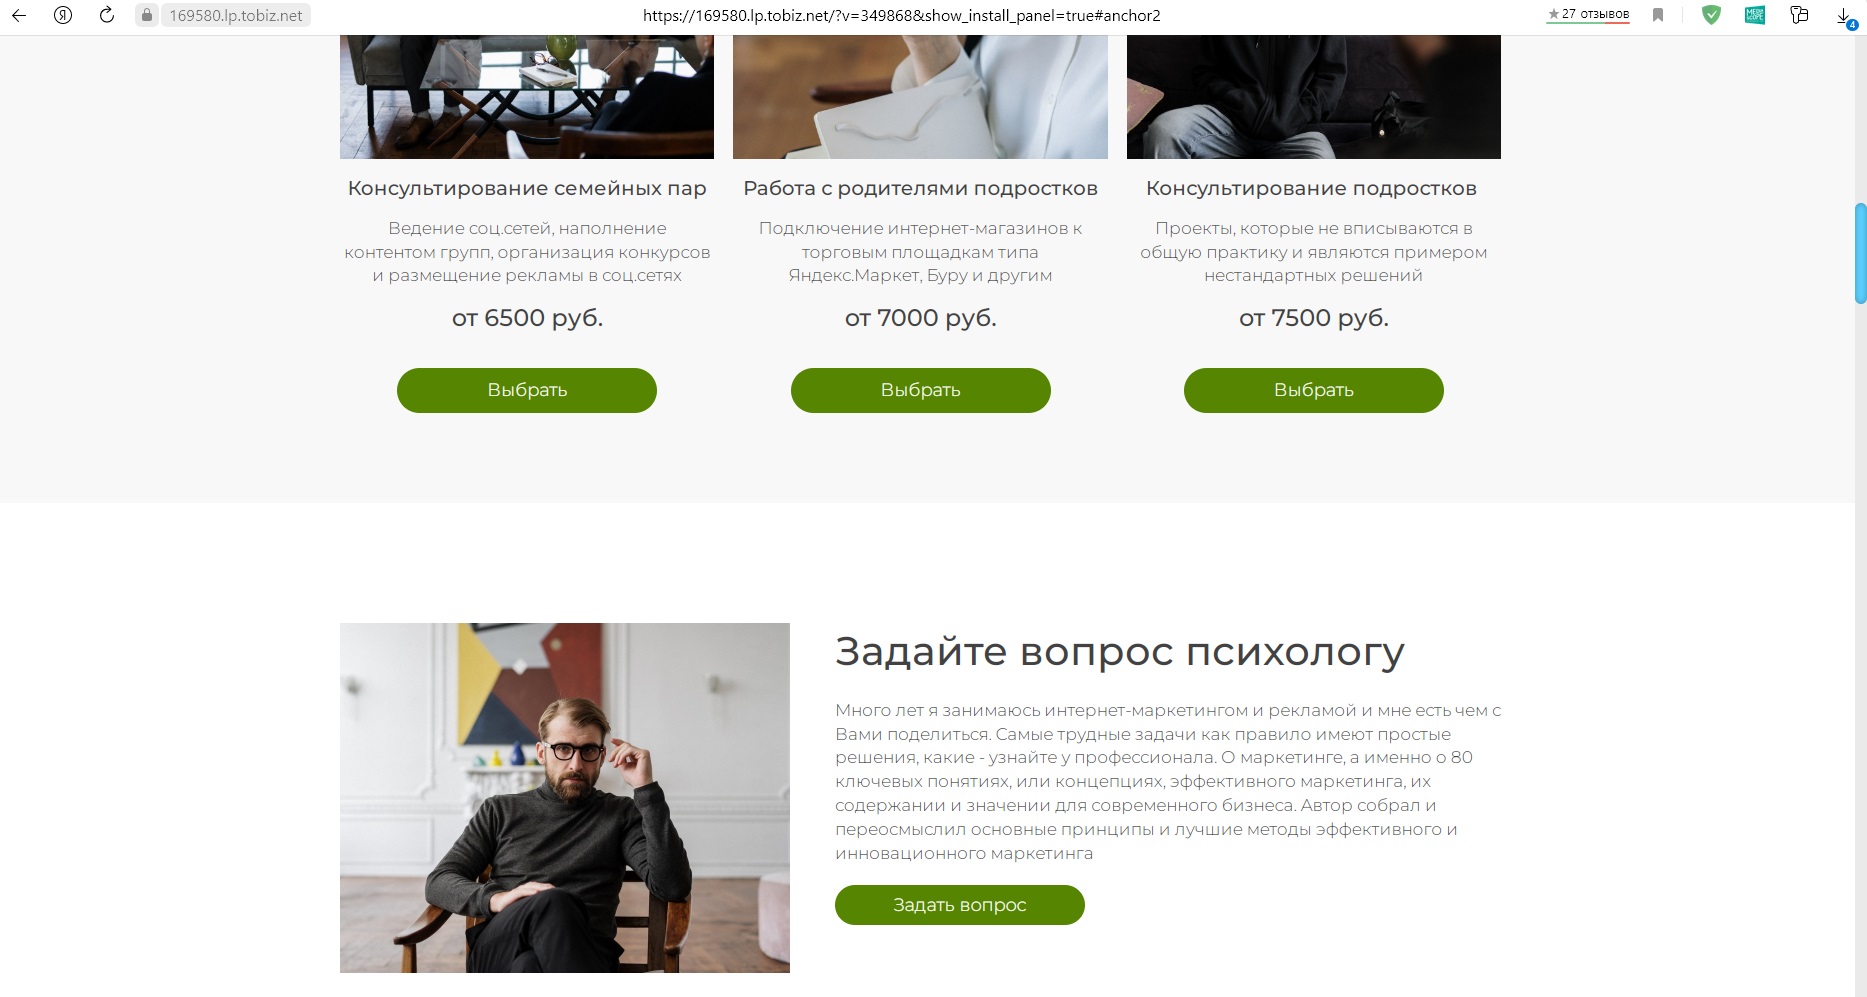 169580.lp.tobiz.net
https://169580.lp.tobiz.net/?v=349868&show_install_panel=true#anchor2
★27 отзывов
4
Консультирование семейных пар
Ведение соц.сетей, наполнение
контентом групп, организация конкурсов
и размещение рекламы в соц.сетях
от 6500 руб.
Выбрать
Работа с родителями подростков
Подключение интернет-магазинов к
торговым площадкам типа
Яндекс.Маркет, Буру и другим
от 7000 руб.
Выбрать
Консультирование подростков
Проекты, которые не вписываются в
общую практику и являются примером
нестандартных решений
от 7500 руб.
Выбрать
Задайте вопрос психологу
Много лет я занимаюсь интернет-маркетингом и рекламой и мне есть чем с
Вами поделиться. Самые трудные задачи как правило имеют простые
решения, какие - узнайте у профессионала. О маркетинге, а именно о 80
ключевых понятиях, или концепциях, эффективного маркетинга, их
содержании и значении для современного бизнеса. Автор собрал и
переосмыслил основные принципы и лучшие методы эффективного и
инновационного маркетинга
Задать вопрос